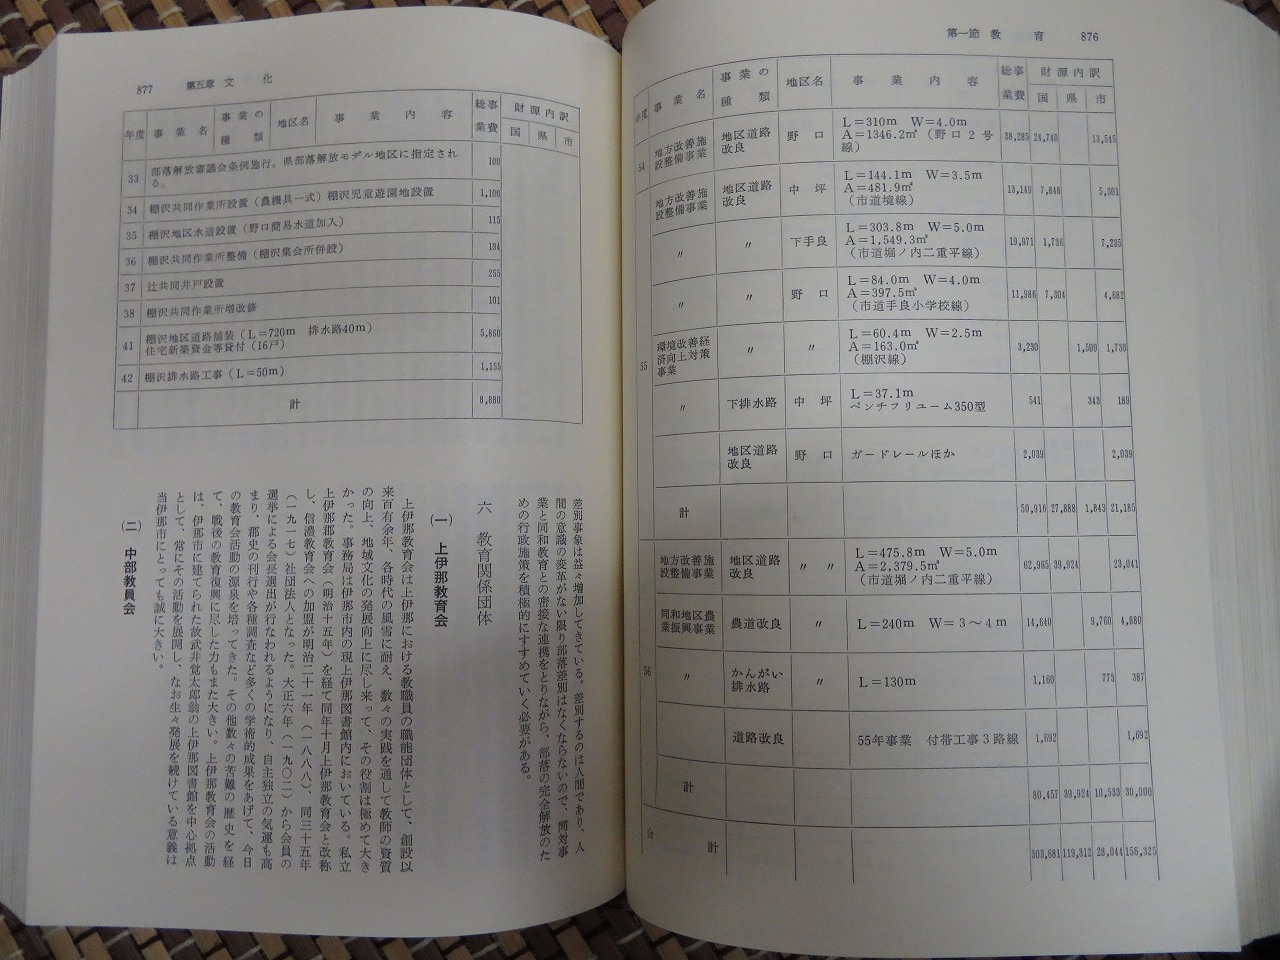 第一節　教　　育　　876
年度　事業名　事業の種類　地区名　事　業　内　容　総事業費　財源内訳　国　県　市
54　地方改善施設整備事業　地区道路改良　野　口　L＝310m　W＝4.0m　38,285　24,740　13,545
A＝1346.2㎡（野口2号線）
地方改善施設整備事業　地区道路改良　中　坪　L＝144.1m　W＝3.5m　13,149　7,848　5,301
A＝481.9㎡
（市道境線）
〃　〃　下手良　L＝303.8m　W＝5.0m　19,971　1,736　7,235
A＝1,549.3㎡
（市道堀ノ内二重平線）
〃　〃　野　口　L＝84.0m　W＝4.0m　11,986　7,304　4,682
A＝397.5㎡
（市道手良小学校線）
55　環境改善経済向上対策事業　〃　〃　L＝60.4m　W＝2.5m　3,230　1,500　1,730
A＝163.0㎡
（棚沢線）
〃　下排水路　中　坪　L＝37.1m　541　343　189
ベンチフリューム350型
地区道路改良　野　口　ガードレールほか　2,039　2,039
計　50,916　27,888　1,843　21,185
地方改善施設整備事業　地区道路改良　〃　〃　L＝475.8m　W＝5.0m　62,965　39,924　23,041
A＝2,379.5㎡
（市道堀ノ内二重平線）
56　同和地区農業振興事業　農道改良　〃　L＝240m　W＝3～4m　14,640　9,760　4,880
〃　かんがい排水路　〃　L＝130m　1,160　773　387
道路改良　55年事業　付帯工事3路線　1,692　1,692
計　80,457　39,924　10,533　30,000
合　計　303,681　119,312　28,044　156,325
877　第五章　文　　化
年度　事業名　事業の種類　地区名　事　業　内　容　総事業費　財源内訳　国　県　市
33　部落解放審議会条例施行。県部落解放モデル地区に指定される。　100
34　棚沢共同作業所設置（農機具一式）棚沢児童遊園地設置　1,100
35　棚沢地区水道設置（野口簡易水道加入）　115
36　棚沢共同作業所整備（棚沢集会所併設）　194
37　辻共同井戸設置　255
38　棚沢共同作業所増改修　101
41　棚沢地区道路舗装（L＝720m　排水路40m）　5,860
住宅新築資金等貸付（16戸）
42　棚沢排水路工事（L＝50m）　1,155
計　8,880
差別事象は益々増加してきている。差別するのは人間であり、人
間の意識の変革がない限り部落差別はなくならないので、同対事
業と同和教育との密接な連携をとりながら、部落の完全解放のた
めの行政施策を積極的にすすめていく必要がある。
六　教育関係団体
（一）　上伊那教育会
上伊那教育会は上伊那における教職員の職能団体として、創設以
来百有余年、各時代の風雪に耐え、数々の実践を通して教師の資質
の向上、地域文化の発展向上に尽し来って、その役割は極めて大き
かった。事務局は伊那市内の現上伊那図書館内においている。私立
上伊那郡教育会（明治十五年）を経て同年十月上伊那教育会と改称
し、信濃教育会への加盟が明治二十一年（一八八八）、同三十五年
（一九一七）社団法人となった。大正六年（一九〇二）から会員の
選挙による会長選出が行なわれるようになり、自主独立の気運も高
まり、郡史の刊行や各種調査など多くの学術的成果をあげて、今日
の教育会活動の源泉を培ってきた。その他数々の苦難の歴史を経
て、戦後の教育復興に尽した力もまた大きい。上伊那教育会の活動
は、伊那市に建てられた故武井覚太郎翁の上伊那図書館を中心拠点
として、常にその活動を展開し、なお生々発展を続けている意義は
当伊那市にとっても誠に大きい。
（二）　中部教員会